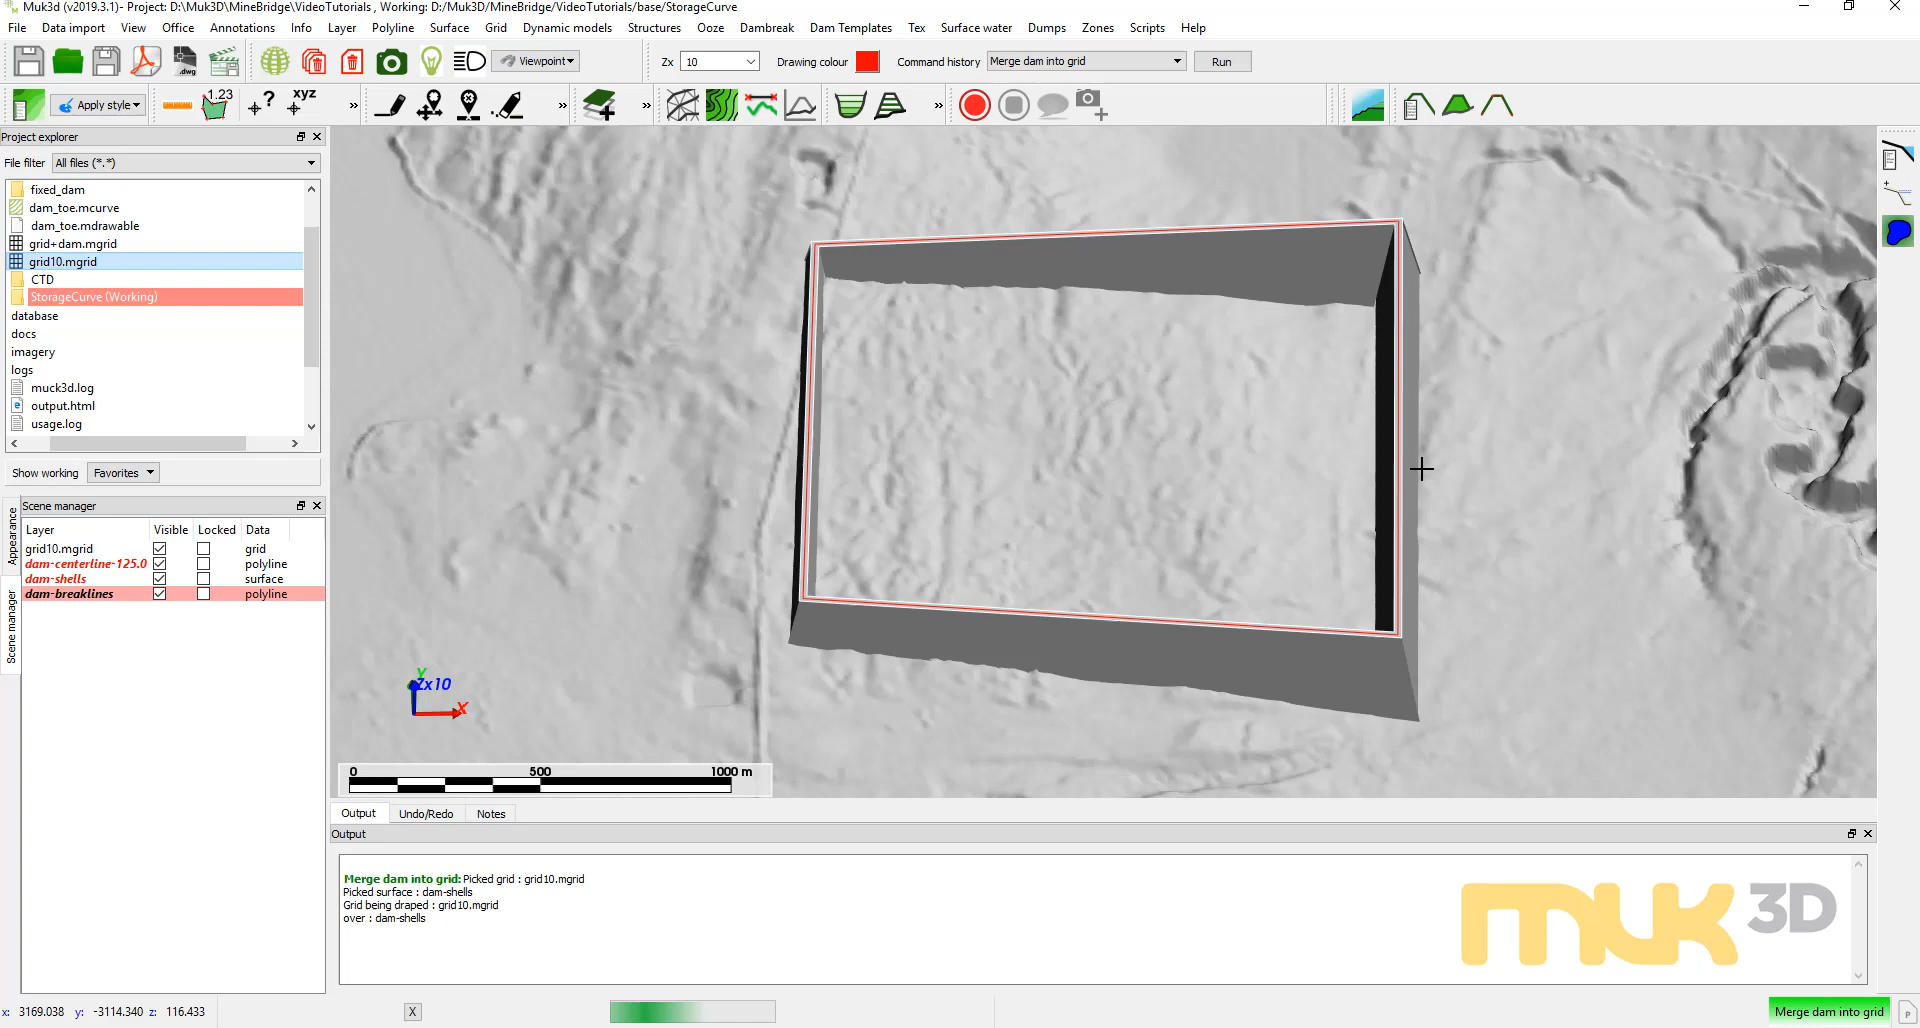 Muk3d (v2019.3.1)- Project: D:\Muk3D\MineBridge\VideoTutorials , Working: D:/Muk3D/MineBridge/VideoTutorials/base/StorageCurve
File Data import View Office Annotations Info Layer Polyline Surface Grid Dynamic models Structures Ooze Dambreak Dam Templates Tex Surface water Dumps Zones Scripts Help
.dwg Viewpoint Zx 10 Drawing colour Command history Merge dam into grid Run
Apply style 1.23 ? xyz » » » »
Project explorer
File filter All files (*.*)
fixed_dam
dam_toe.mcurve
dam_toe.mdrawable
grid+dam.mgrid
grid10.mgrid
CTD
StorageCurve (Working)
database
docs
imagery
logs
muck3d.log
output.html
usage.log
Show working Favorites
Scene manager
Appearance
Scene manager
Layer Visible Locked Data
grid10.mgrid grid
dam-centerline-125.0 polyline
dam-shells surface
dam-breaklines polyline
Y
Zx10
X
0 500 1000 m
Output Undo/Redo Notes
Output
Merge dam into grid: Picked grid : grid10.mgrid
Picked surface : dam-shells
Grid being draped : grid10.mgrid
over : dam-shells
MUK 3D
x: 3169.038 y: -3114.340 z: 116.433 X Merge dam into grid P